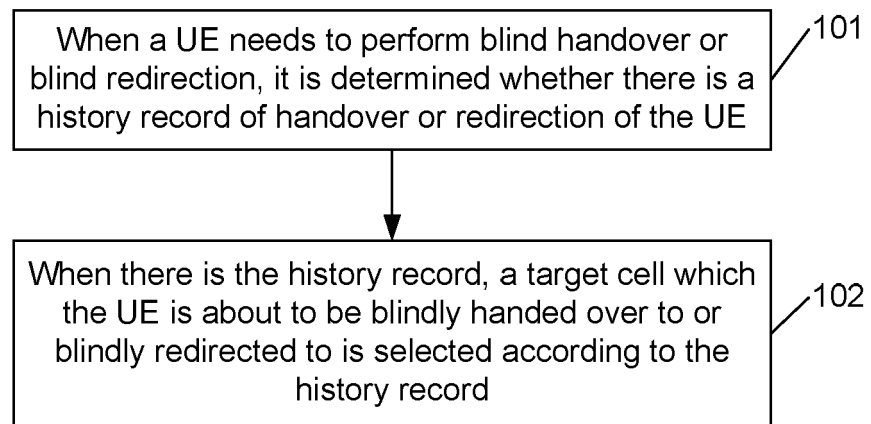 When a UE needs to perform blind handover or
blind redirection, it is determined whether there is a
history record of handover or redirection of the UE
101
When there is the history record, a target cell which
the UE is about to be blindly handed over to or
blindly redirected to is selected according to the
history record
102